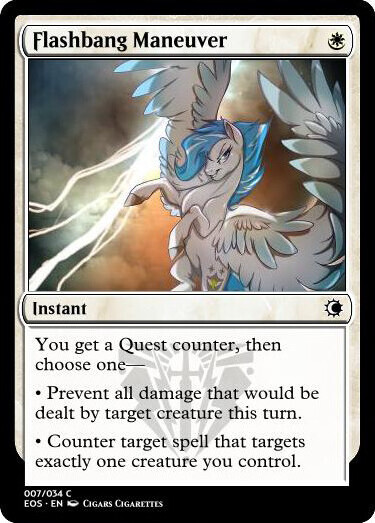 Flashbang Maneuver
Instant
You get a Quest counter, then
choose one—
• Prevent all damage that would be
dealt by target creature this turn.
• Counter target spell that targets
exactly one creature you control.
007/034 C
EOS • EN Cigars Cigarettes